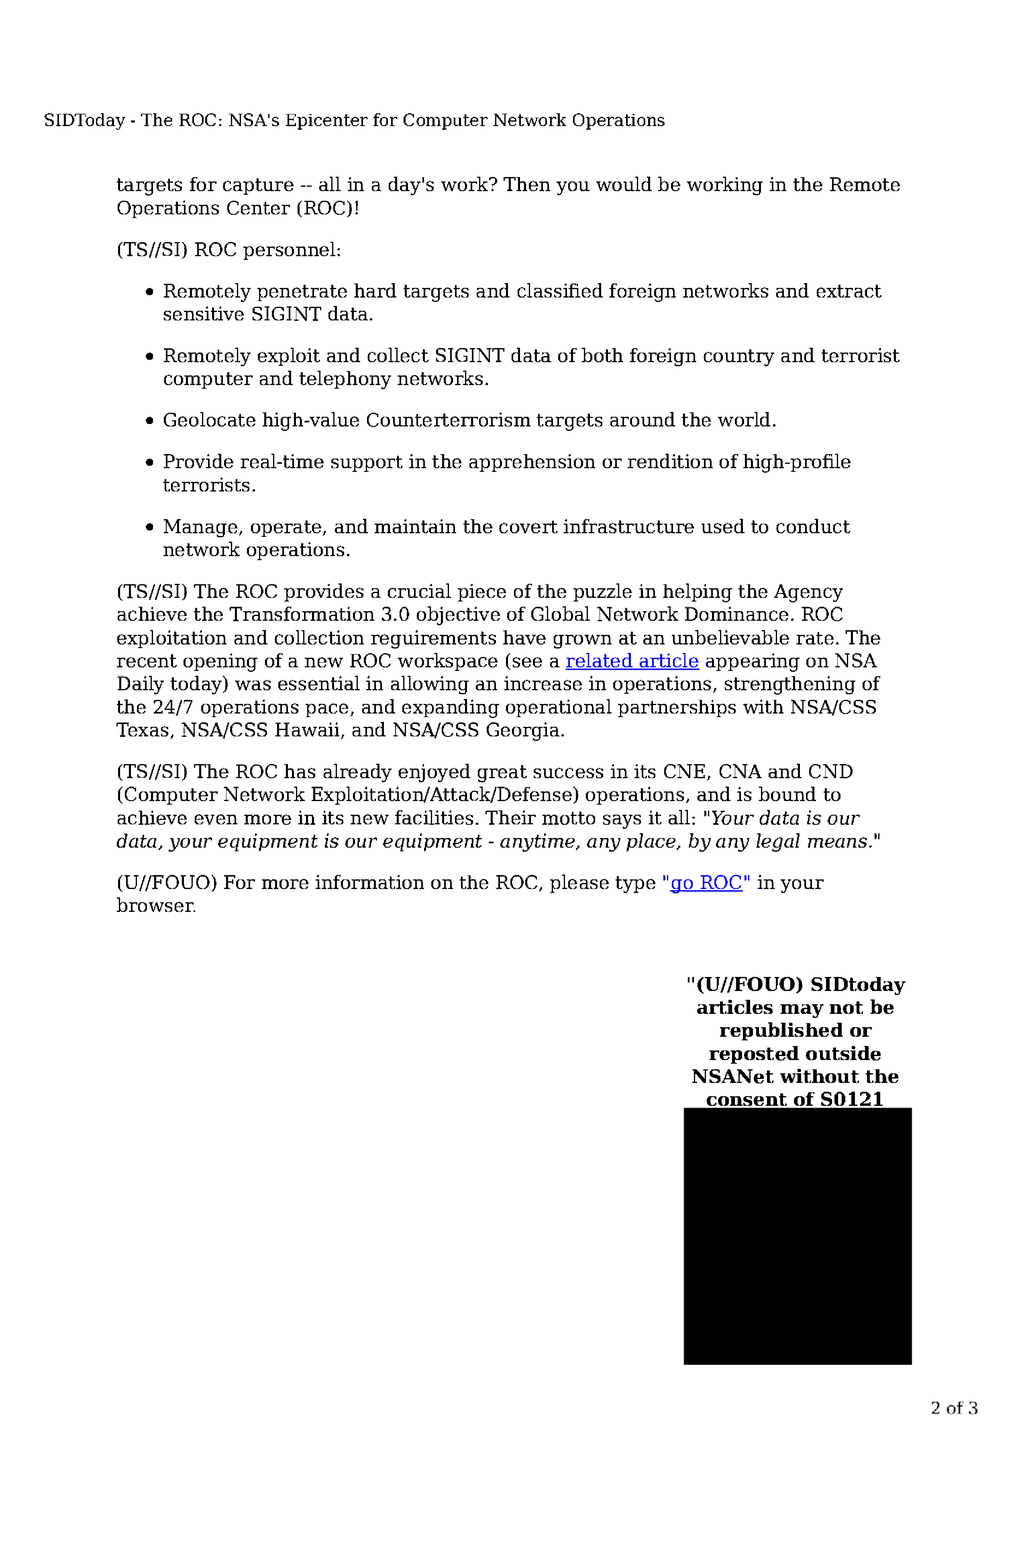 SIDToday - The ROC: NSA's Epicenter for Computer Network Operations
targets for capture -- all in a day's work? Then you would be working in the Remote
Operations Center (ROC)!
(TS//SI) ROC personnel:
• Remotely penetrate hard targets and classified foreign networks and extract
sensitive SIGINT data.
• Remotely exploit and collect SIGINT data of both foreign country and terrorist
computer and telephony networks.
• Geolocate high-value Counterterrorism targets around the world.
• Provide real-time support in the apprehension or rendition of high-profile
terrorists.
• Manage, operate, and maintain the covert infrastructure used to conduct
network operations.
(TS//SI) The ROC provides a crucial piece of the puzzle in helping the Agency
achieve the Transformation 3.0 objective of Global Network Dominance. ROC
exploitation and collection reguirements have grown at an unbelievable rate. The
recent opening of a new ROC workspace (see a related article appearing on NSA
Daily today) was essential in allowing an increase in operations, strengthening of
the 24/7 operations pace, and expanding operational partnerships with NSA/CSS
Texas, NSA/CSS Hawaii, and NSA/CSS Georgia.
(TS//SI) The ROC has already enjoyed great success in its CNE, CNA and CND
(Computer Network Exploitation/Attack/Defense) operations, and is bound to
achieve even more in its new facilities. Their motto says it all: "Your data is our
data, your equipment is our equipment - anytime, any place, by any legal means."
(U//FOUO) For more information on the ROC, please type "go ROC" in your
browser.
"(U//FOUO) SIDtoday
articles may not be
republished or
reposted outside
NSANet without the
consent of S0121
2 of 3